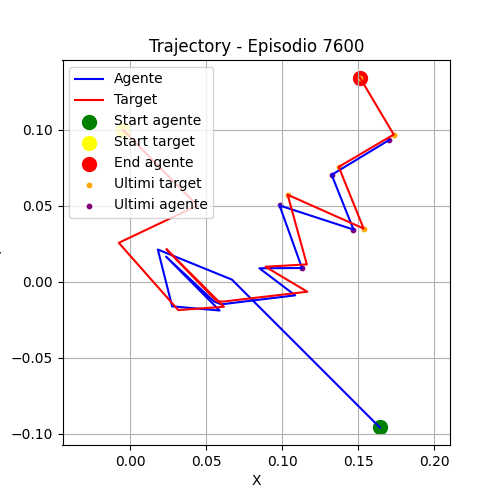 Trajectory - Episodio 7600
Agente
Target
Start agente
Start target
End agente
Ultimi target
Ultimi agente
0.10
0.05
0.00
−0.05
−0.10
0.00
0.05
0.10
0.15
0.20
X